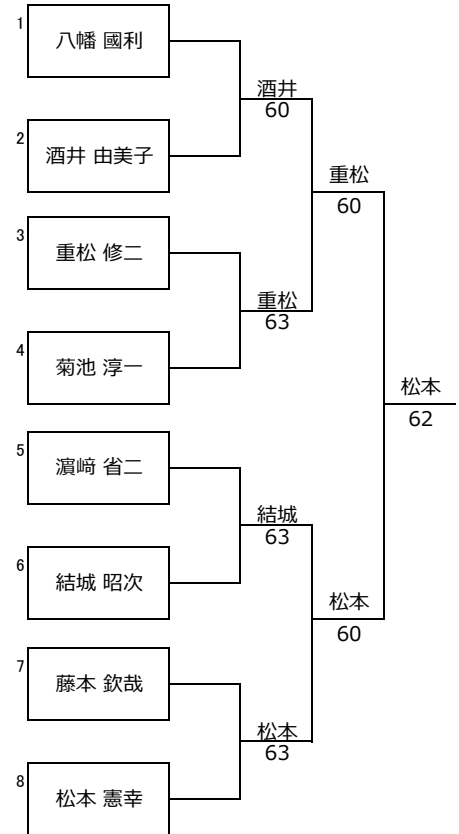 1
八幡 國利
酒井
60
2
酒井 由美子
重松
60
3
重松 修二
重松
63
4
菊池 淳一
松本
62
5
濵﨑 省二
結城
63
6
結城 昭次
松本
60
7
藤本 欽哉
松本
63
8
松本 憲幸